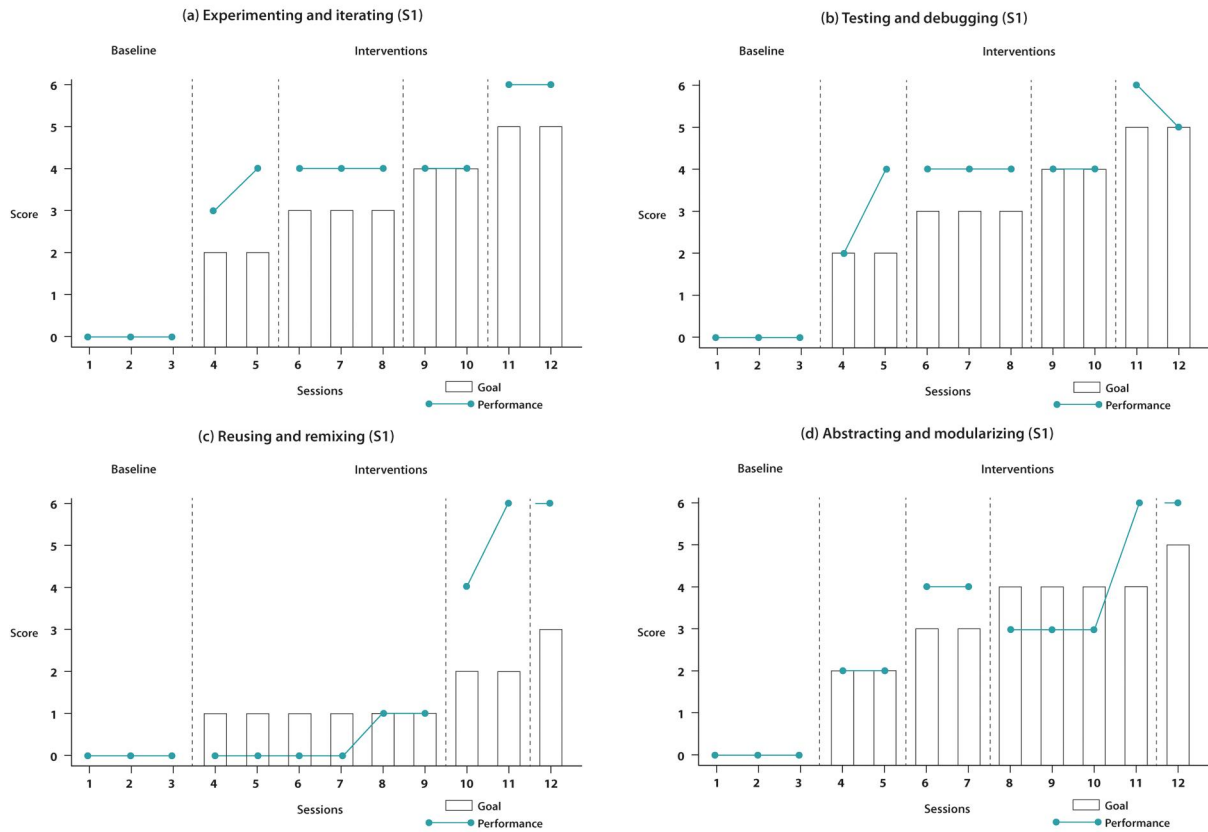 (a) Experimenting and iterating (S1)
Baseline Interventions
6
5
4
3
2
1
0
Score
1 2 3 4 5 6 7 8 9 10 11 12
Sessions
Goal
Performance
(b) Testing and debugging (S1)
Baseline Interventions
6
5
4
3
2
1
0
Score
1 2 3 4 5 6 7 8 9 10 11 12
Sessions
Goal
Performance
(c) Reusing and remixing (S1)
Baseline Interventions
6
5
4
3
2
1
0
Score
1 2 3 4 5 6 7 8 9 10 11 12
Sessions
Goal
Performance
(d) Abstracting and modularizing (S1)
Baseline Interventions
6
5
4
3
2
1
0
Score
1 2 3 4 5 6 7 8 9 10 11 12
Sessions
Goal
Performance